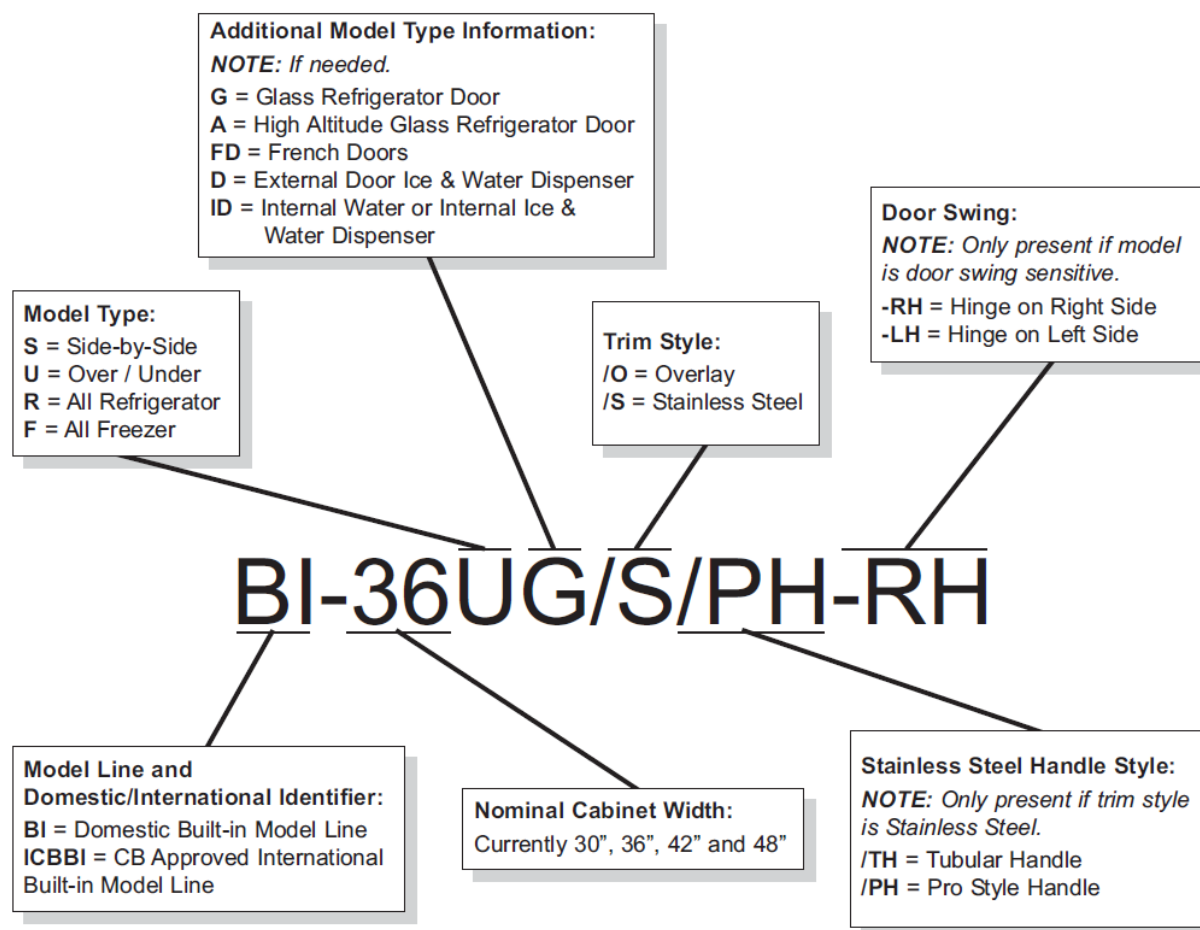 Additional Model Type Information:
NOTE: If needed.
G = Glass Refrigerator Door
A = High Altitude Glass Refrigerator Door
FD = French Doors
D = External Door Ice & Water Dispenser
ID = Internal Water or Internal Ice &
Water Dispenser
Door Swing:
NOTE: Only present if model
is door swing sensitive.
-RH = Hinge on Right Side
-LH = Hinge on Left Side
Model Type:
S = Side-by-Side
U = Over / Under
R = All Refrigerator
F = All Freezer
Trim Style:
/O = Overlay
/S = Stainless Steel
BI-36UG/S/PH-RH
Model Line and
Domestic/International Identifier:
BI = Domestic Built-in Model Line
ICBBI = CB Approved International
Built-in Model Line
Nominal Cabinet Width:
Currently 30”, 36”, 42” and 48”
Stainless Steel Handle Style:
NOTE: Only present if trim style
is Stainless Steel.
/TH = Tubular Handle
/PH = Pro Style Handle